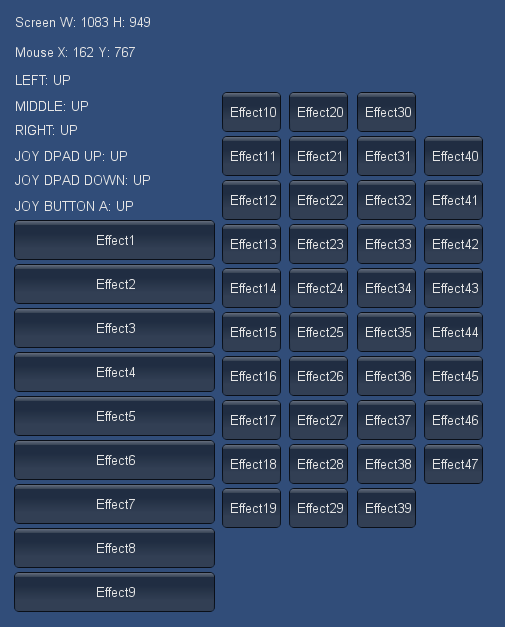 Screen W: 1083 H: 949
Mouse X: 162 Y: 767
LEFT: UP
MIDDLE: UP
RIGHT: UP
JOY DPAD UP: UP
JOY DPAD DOWN: UP
JOY BUTTON A: UP
Effect1
Effect2
Effect3
Effect4
Effect5
Effect6
Effect7
Effect8
Effect9
Effect10
Effect11
Effect12
Effect13
Effect14
Effect15
Effect16
Effect17
Effect18
Effect19
Effect20
Effect21
Effect22
Effect23
Effect24
Effect25
Effect26
Effect27
Effect28
Effect29
Effect30
Effect31
Effect32
Effect33
Effect34
Effect35
Effect36
Effect37
Effect38
Effect39
Effect40
Effect41
Effect42
Effect43
Effect44
Effect45
Effect46
Effect47